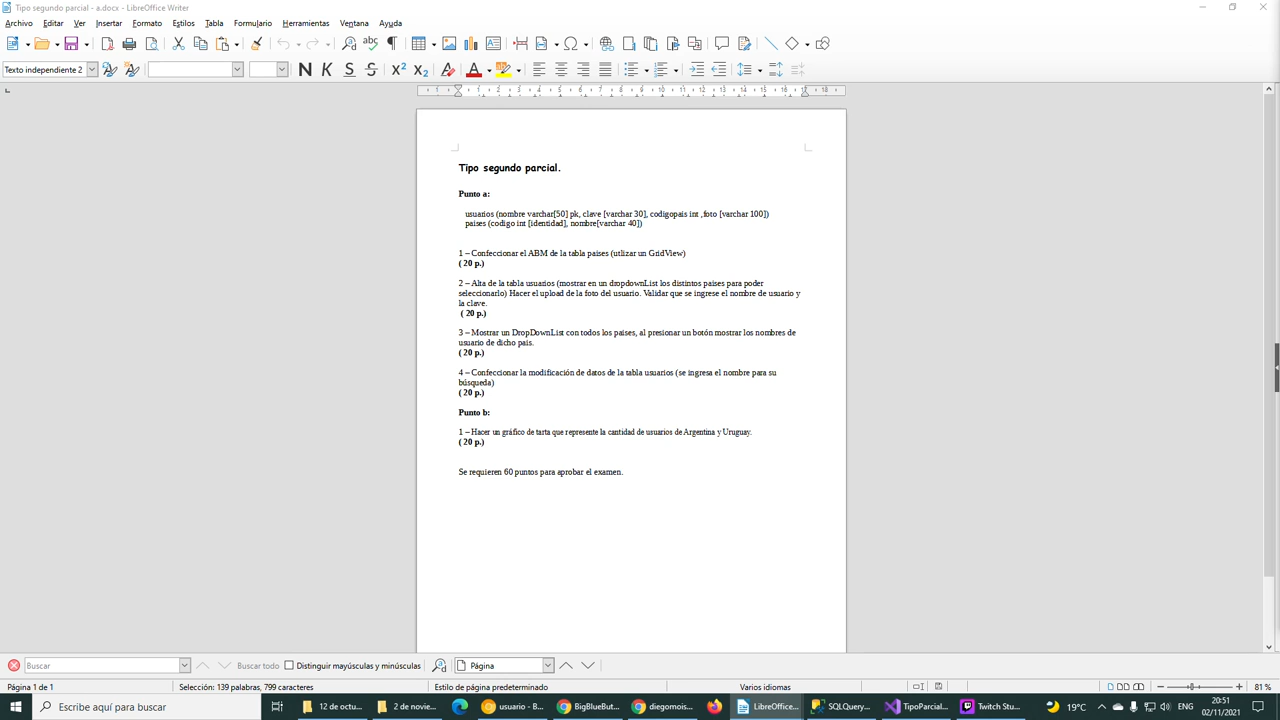 Tipo segundo parcial - a.docx - LibreOffice Writer
Archivo Editar Ver Insertar Formato Estilos Tabla Formulario Herramientas Ventana Ayuda
Texto independiente 2
Tipo segundo parcial.
Punto a:
usuarios (nombre varchar[50] pk, clave [varchar 30], codigopais int ,foto [varchar 100])
paises (codigo int [identidad], nombre[varchar 40])
1 – Confeccionar el ABM de la tabla paises (utlizar un GridView)
( 20 p.)
2 – Alta de la tabla usuarios (mostrar en un dropdownList los distintos paises para poder
seleccionarlo) Hacer el upload de la foto del usuario. Validar que se ingrese el nombre de usuario y
la clave.
( 20 p.)
3 – Mostrar un DropDownList con todos los paises, al presionar un botón mostrar los nombres de
usuario de dicho pais.
( 20 p.)
4 – Confeccionar la modificación de datos de la tabla usuarios (se ingresa el nombre para su
búsqueda)
( 20 p.)
Punto b:
1 – Hacer un gráfico de tarta que represente la cantidad de usuarios de Argentina y Uruguay.
( 20 p.)
Se requieren 60 puntos para aprobar el examen.
Buscar Buscar todo Distinguir mayúsculas y minúsculas Página
Página 1 de 1 Selección: 139 palabras, 799 caracteres Estilo de página predeterminado Varios idiomas 81 %
Escribe aquí para buscar 12 de octu... 2 de novie... usuario - B... BigBlueBut... diegomois... LibreOffice... SQLQuery... TipoParcial... Twitch Stu... 19°C 20:51
02/11/2021